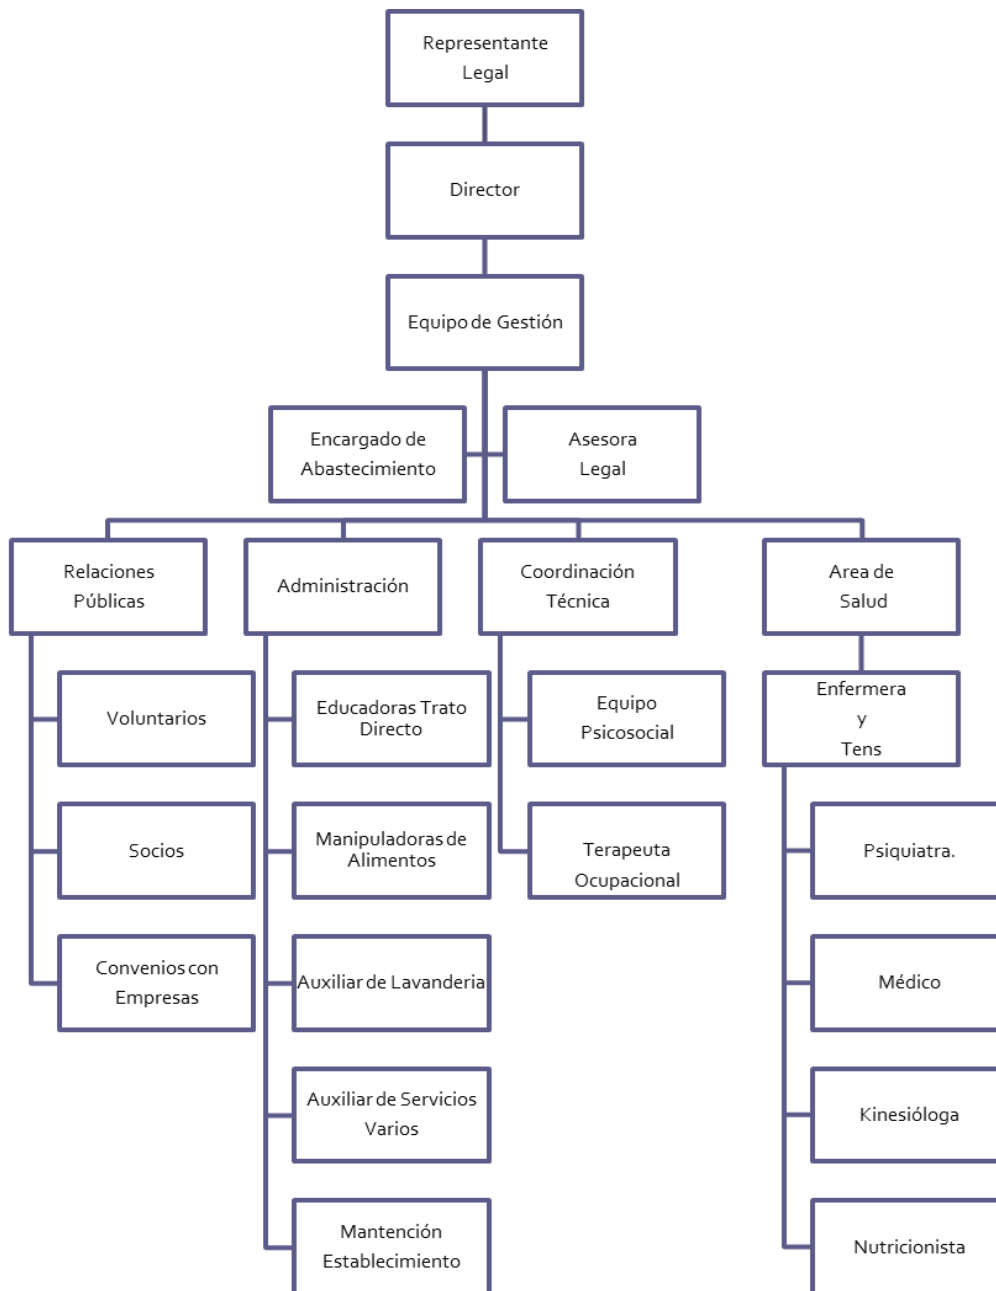 Representante
Legal
Director
Equipo de Gestión
Encargado de
Abastecimiento
Asesora
Legal
Relaciones
Públicas
Administración
Coordinación
Técnica
Area de
Salud
Voluntarios
Socios
Convenios con
Empresas
Educadoras Trato
Directo
Manipuladoras de
Alimentos
Auxiliar de Lavanderia
Auxiliar de Servicios
Varios
Mantención
Establecimiento
Equipo
Psicosocial
Terapeuta
Ocupacional
Enfermera
y
Tens
Psiquiatra.
Médico
Kinesióloga
Nutricionista